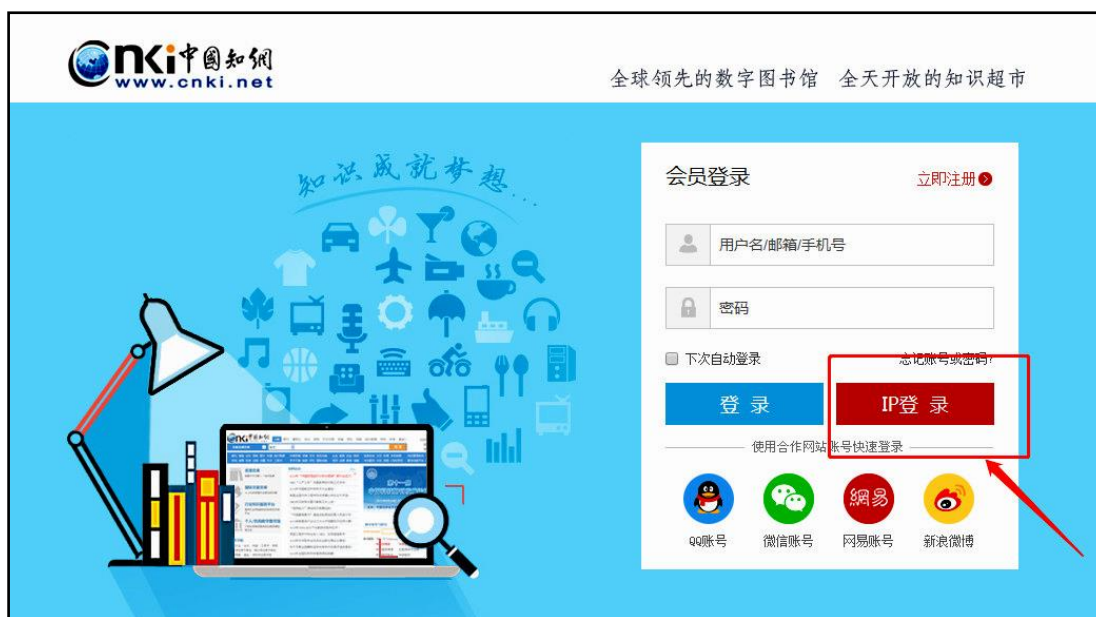 CNKi中國知網
www.cnki.net
全球领先的数字图书馆 全天开放的知识超市
知识成就梦想...
会员登录
立即注册
用户名/邮箱/手机号
密码
下次自动登录
忘记账号或密码?
登 录
IP登 录
使用合作网站账号快速登录
網易
QQ账号
微信账号
网易账号
新浪微博